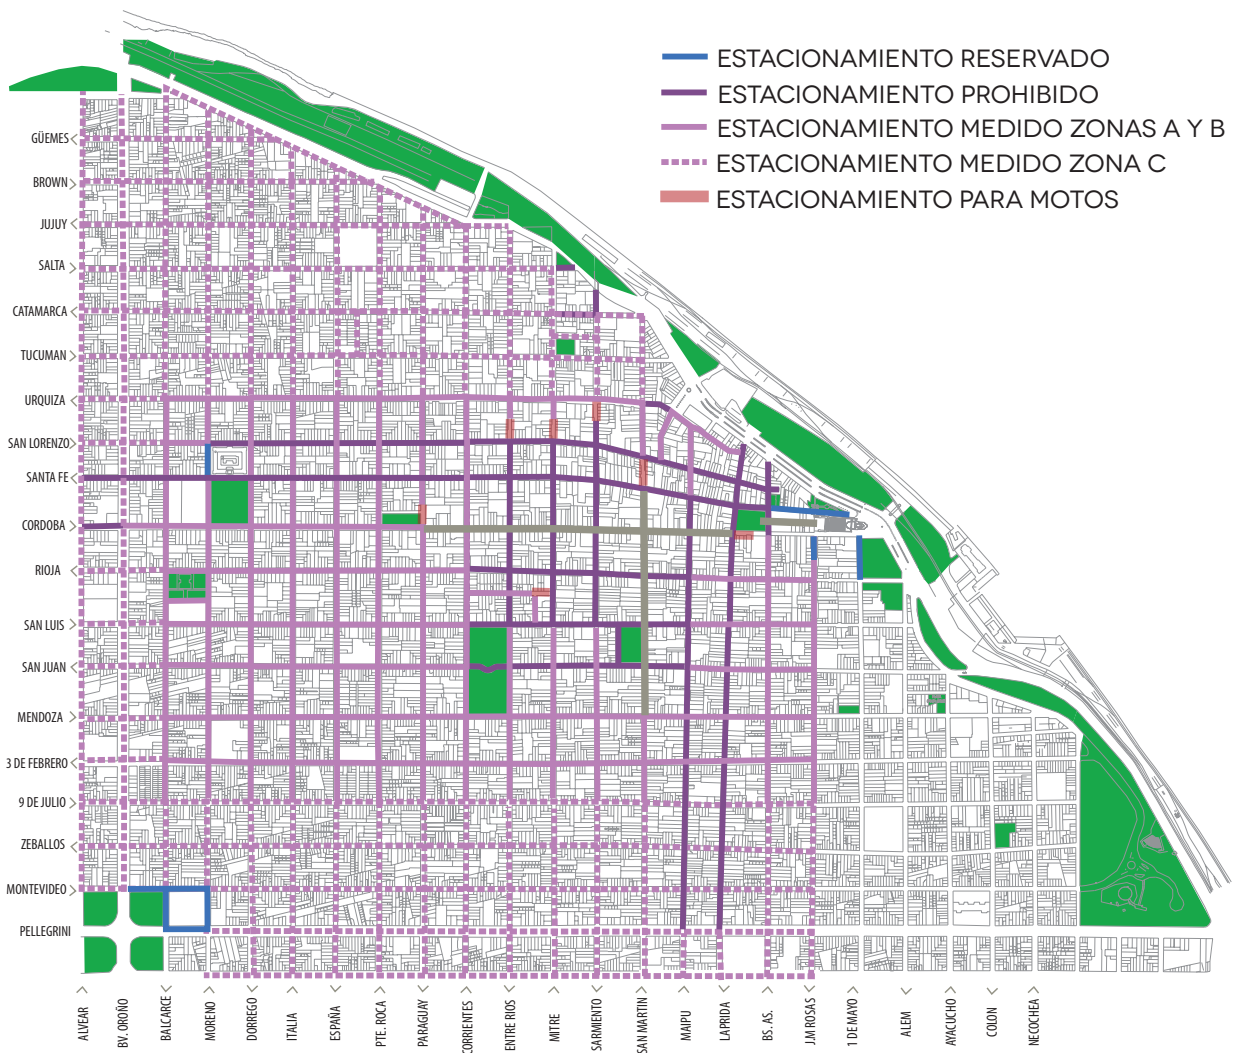 ESTACIONAMIENTO RESERVADO
ESTACIONAMIENTO PROHIBIDO
ESTACIONAMIENTO MEDIDO ZONAS A Y B
ESTACIONAMIENTO MEDIDO ZONA C
ESTACIONAMIENTO PARA MOTOS
GÜEMES
BROWN
JUJUY
SALTA
CATAMARCA
TUCUMAN
URQUIZA
SAN LORENZO
SANTA FE
CORDOBA
RIOJA
SAN LUIS
SAN JUAN
MENDOZA
3 DE FEBRERO
9 DE JULIO
ZEBALLOS
MONTEVIDEO
PELLEGRINI
ALVEAR
BV. OROÑO
BALCARCE
MORENO
DORREGO
ITALIA
ESPAÑA
PTE. ROCA
PARAGUAY
CORRIENTES
ENTRE RIOS
MITRE
SARMIENTO
SAN MARTIN
MAIPU
LAPRIDA
BS. AS.
J.M ROSAS
1 DE MAYO
ALEM
AYACUCHO
COLON
NECOCHEA